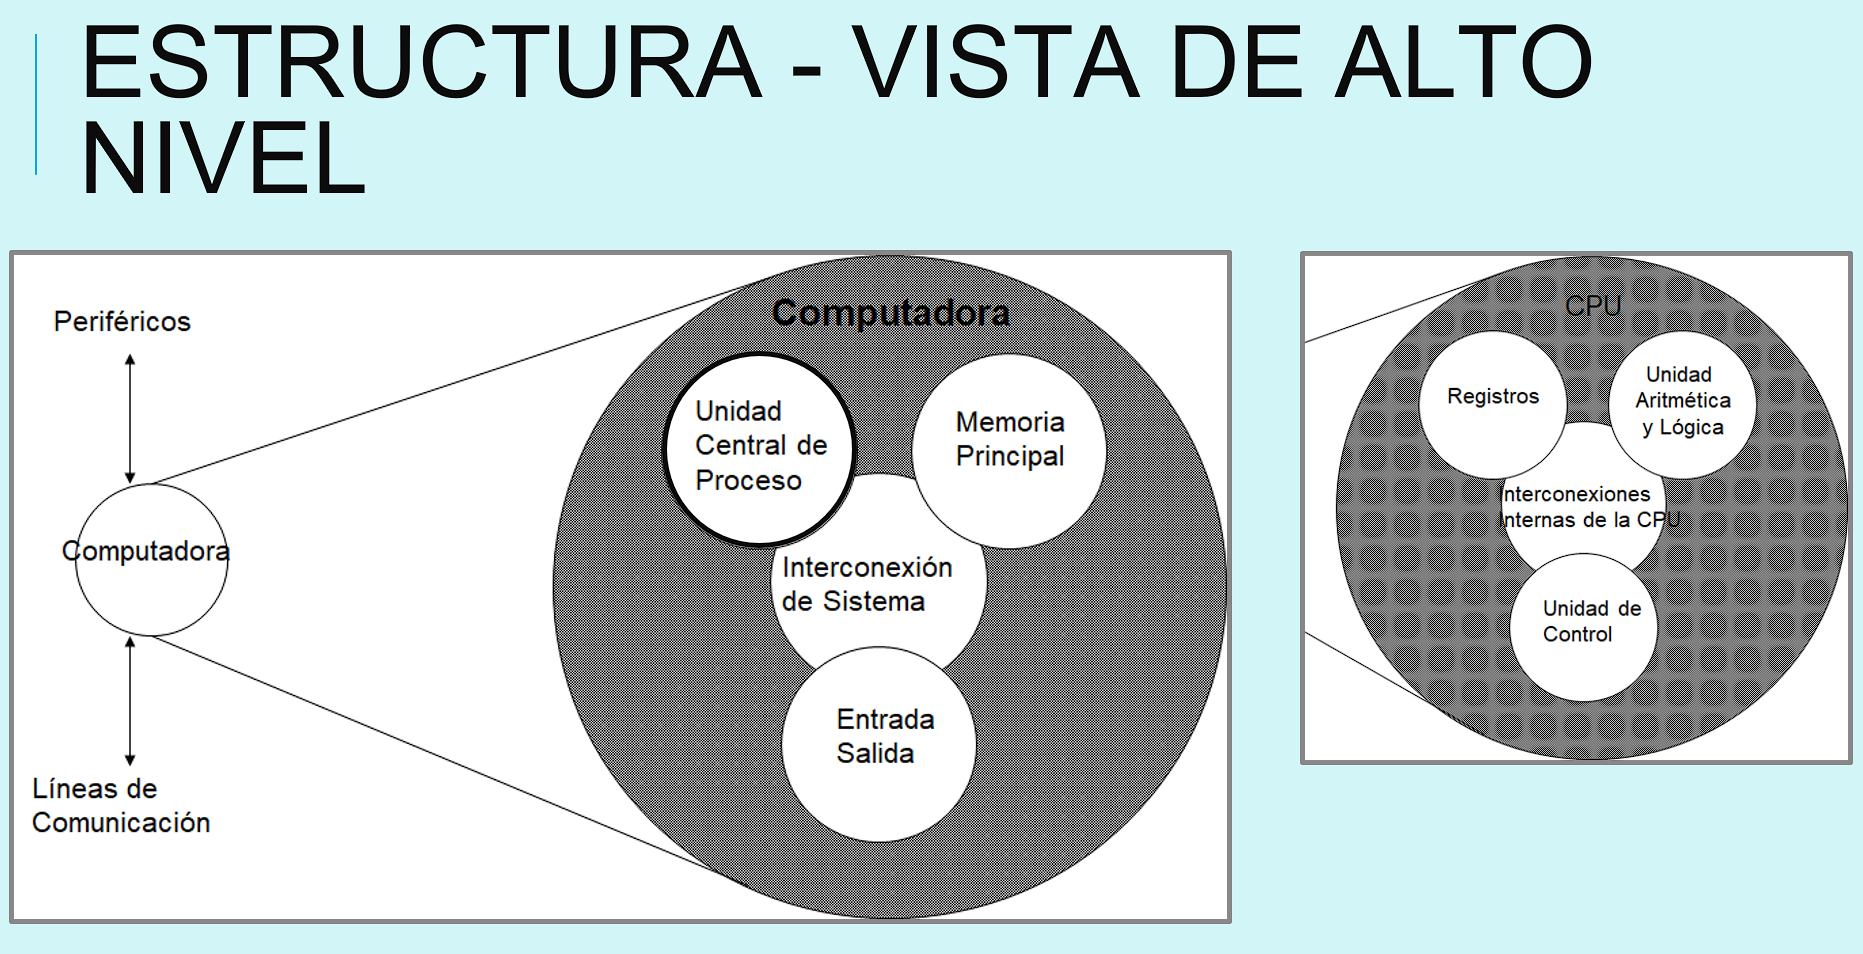 ESTRUCTURA - VISTA DE ALTO
NIVEL
Periféricos
Computadora
Líneas de
Comunicación
Computadora
Unidad
Central de
Proceso
Memoria
Principal
Interconexión
de Sistema
Entrada
Salida
CPU
Registros
Unidad
Aritmética
y Lógica
Interconexiones
Internas de la CPU
Unidad de
Control